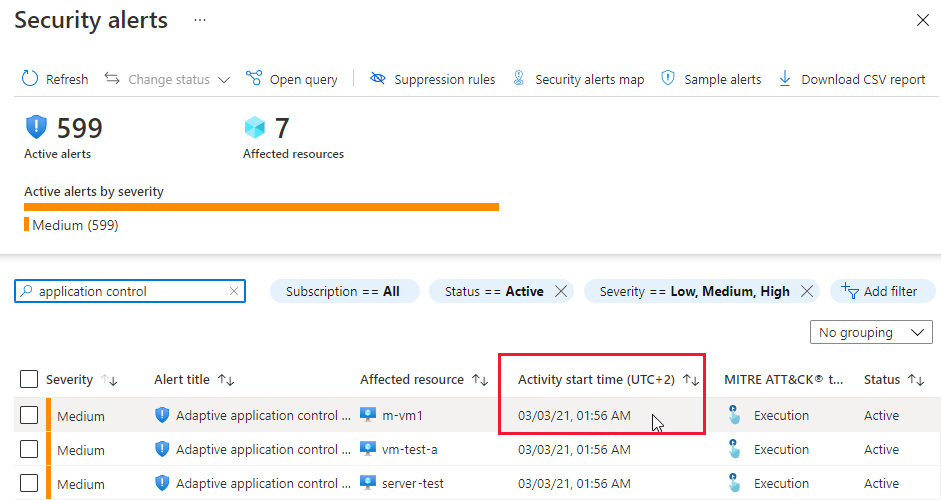 Security alerts ...
Refresh Change status Open query Suppression rules Security alerts map Sample alerts Download CSV report
599 7
Active alerts Affected resources
Active alerts by severity
Medium (599)
application control Subscription == All Status == Active Severity == Low, Medium, High Add filter
No grouping
Severity Alert title Affected resource Activity start time (UTC+2) MITRE ATT&CK® t... Status
Medium Adaptive application control ... m-vm1 03/03/21, 01:56 AM Execution Active
Medium Adaptive application control ... vm-test-a 03/03/21, 01:56 AM Execution Active
Medium Adaptive application control ... server-test 03/03/21, 01:56 AM Execution Active